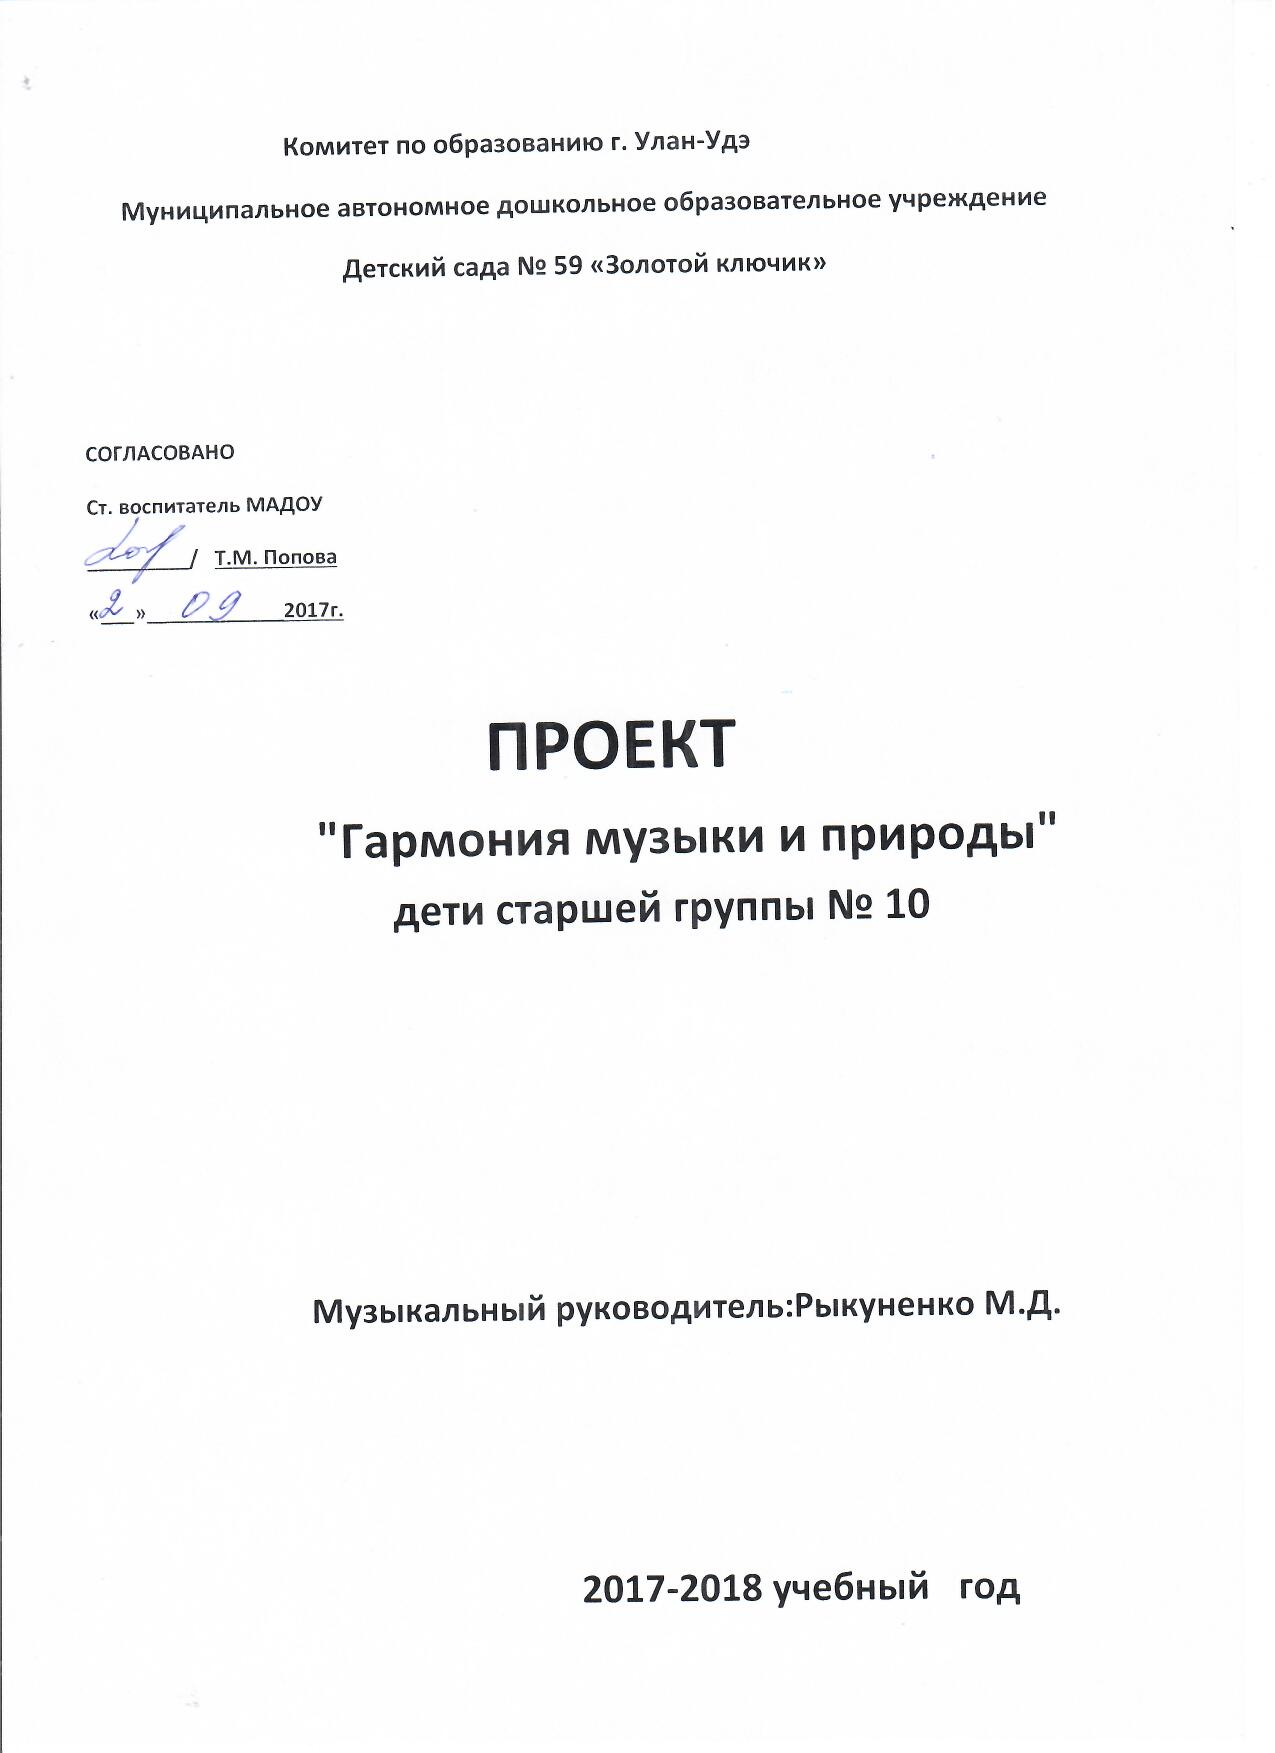 Комитет по образованию г. Улан-Удэ
Муниципальное автономное дошкольное образовательное учреждение
Детский сада № 59 «Золотой ключик»
СОГЛАСОВАНО
Ст. воспитатель МАДОУ
/ Т.М. Попова
«2» 09 2017г.
ПРОЕКТ
"Гармония музыки и природы"
дети старшей группы № 10
Музыкальный руководитель:Рыкуненко М.Д.
2017-2018 учебный год